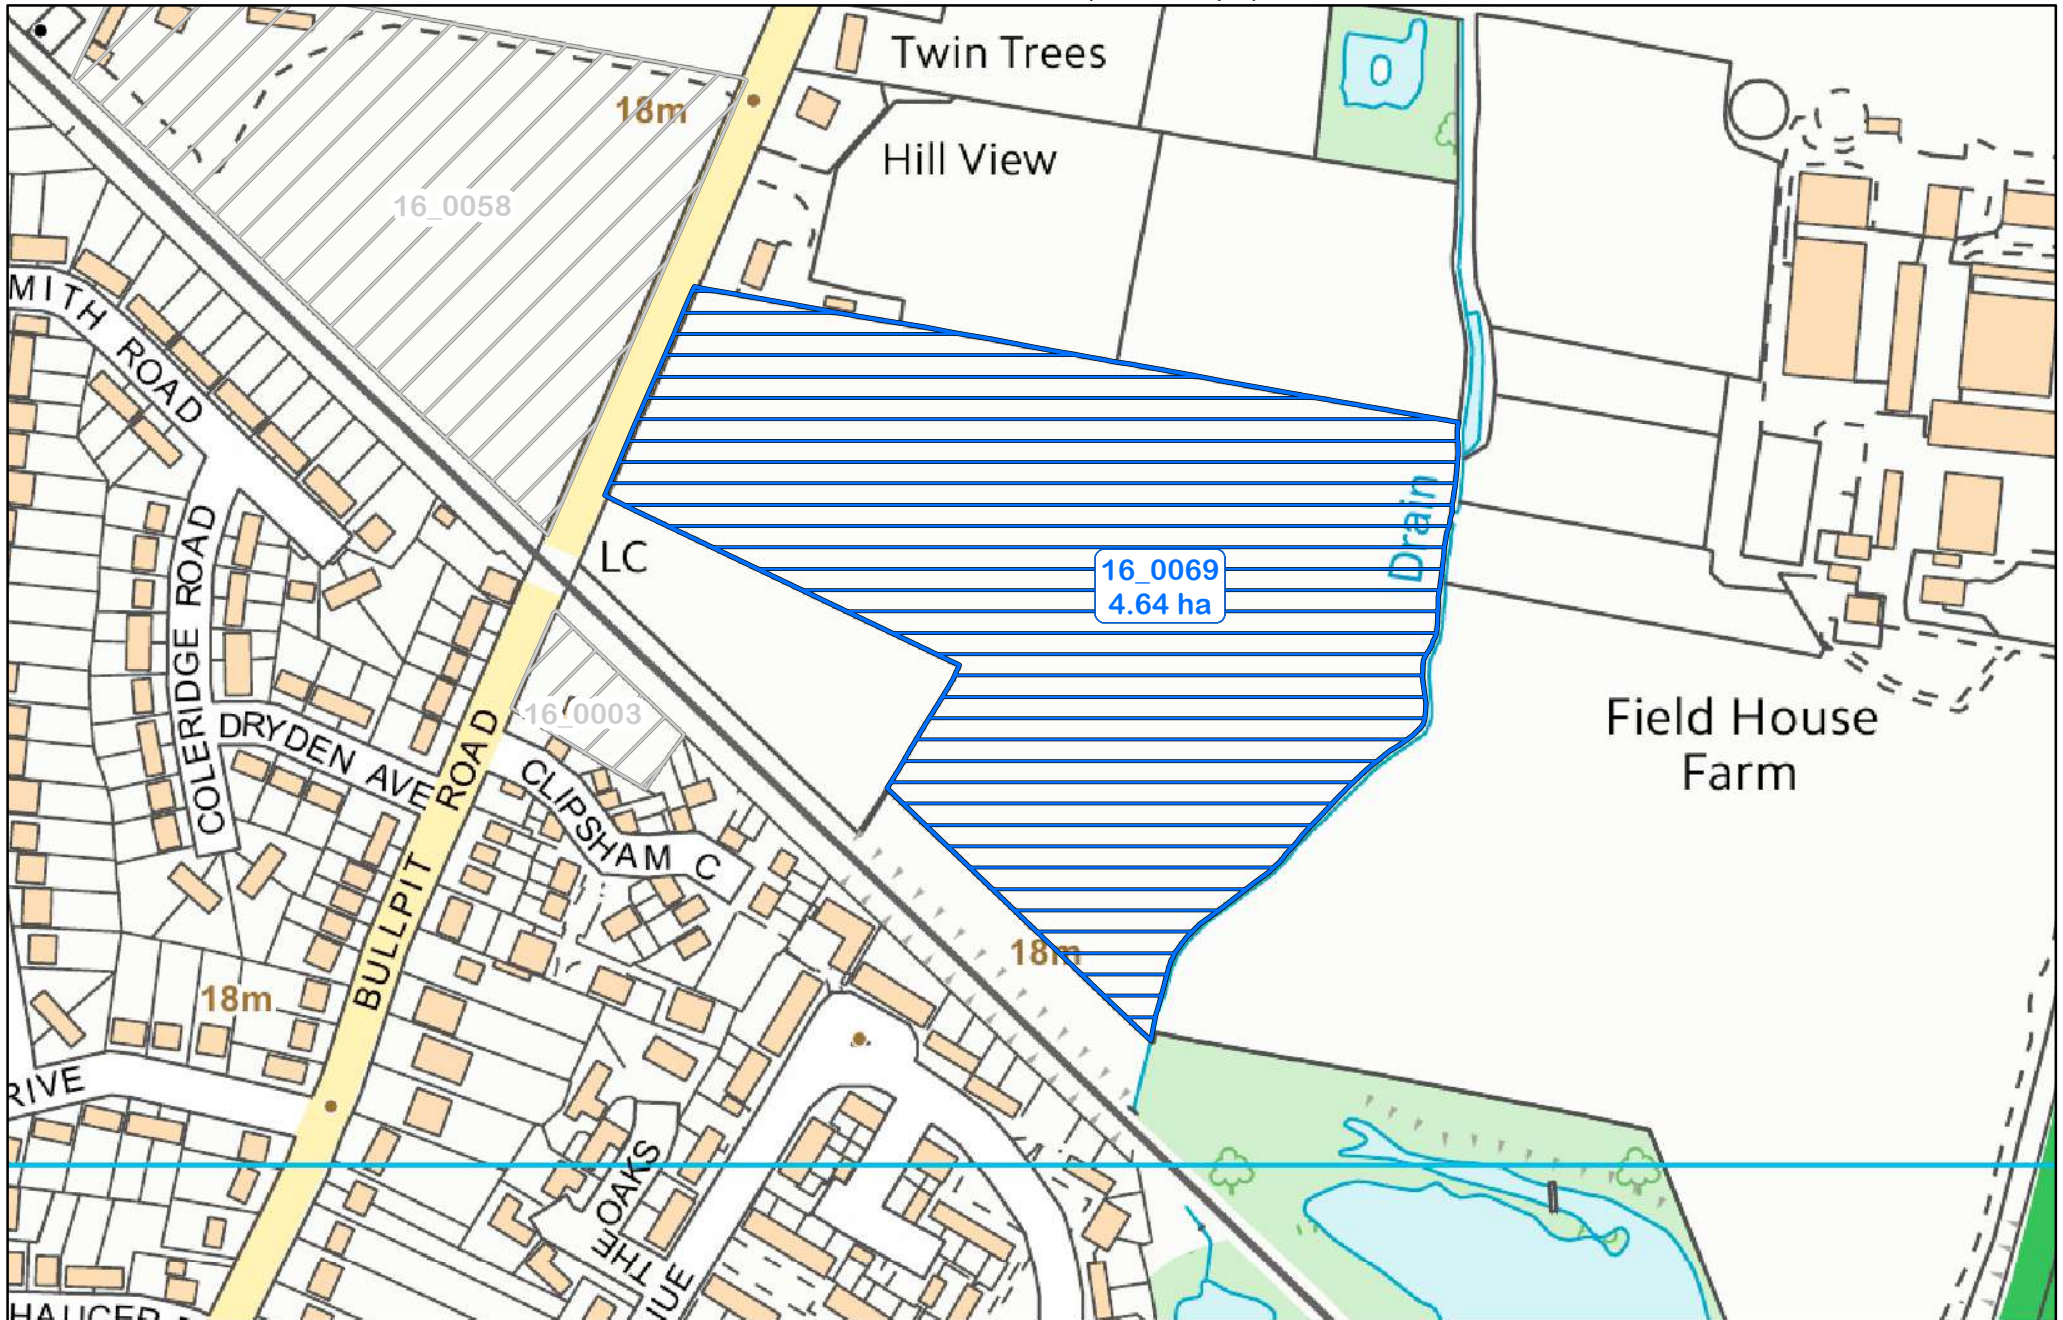 Twin Trees
18m
Hill View
16_0058
MITH ROAD
LC
Drain
16_0069
4.64 ha
COLERIDGE ROAD
16_0003
DRYDEN AVE
BULLPIT ROAD
CLIPSHAM C
Field House
Farm
18m
18m
RIVE
THE OAKS
NUE
HAUCER